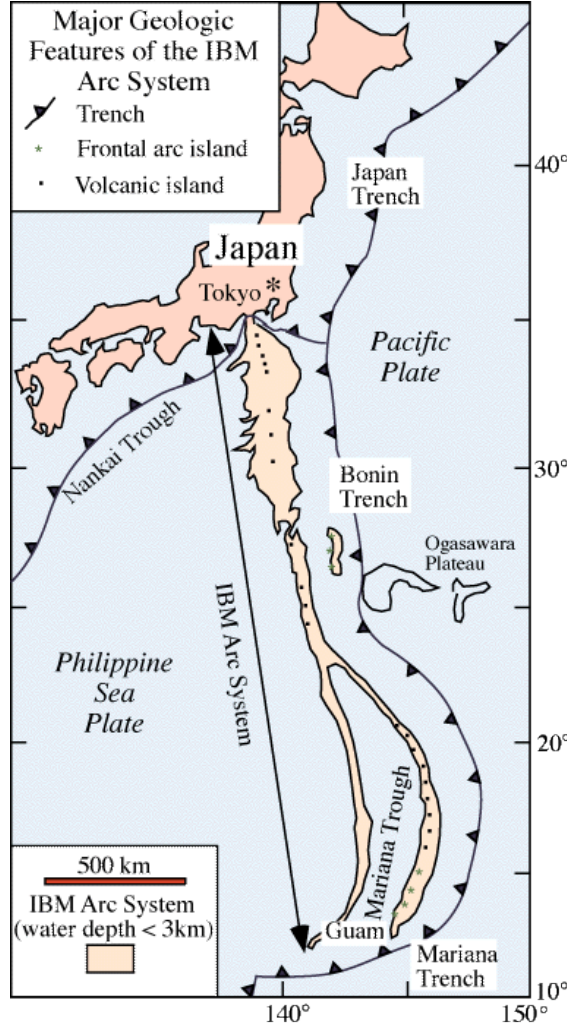 Major Geologic
Features of the IBM
Arc System
Trench
Frontal arc island
Volcanic island
40°
Japan
Trench
Japan
Tokyo *
Pacific
Plate
Nankai Trough
30°
Bonin
Trench
Ogasawara
Plateau
IBM Arc System
Philippine
Sea
Plate
20°
Mariana Trough
500 km
IBM Arc System
(water depth < 3km)
Guam
Mariana
Trench
10°
140°
150°